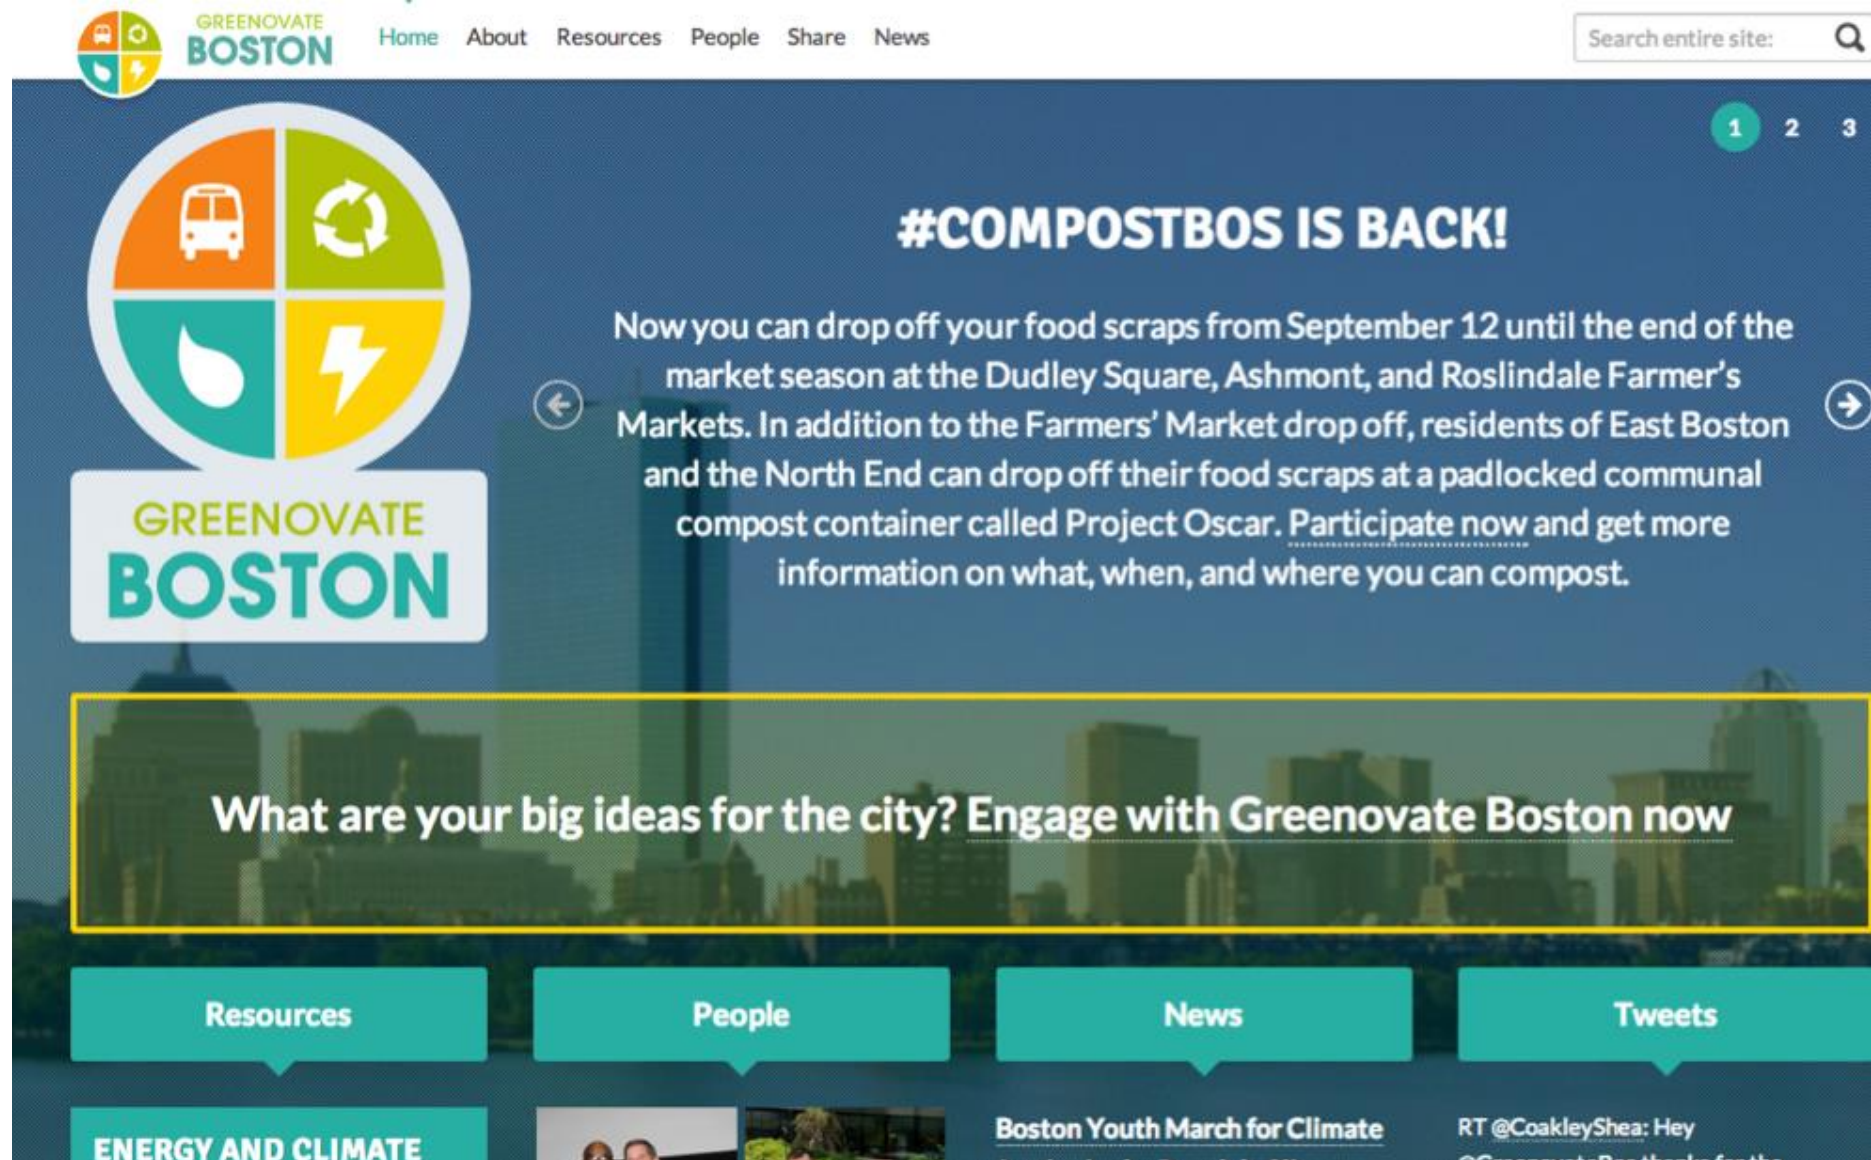 GREENOVATE
BOSTON
Home About Resources People Share News
Search entire site:
1 2 3
GREENOVATE
BOSTON
#COMPOSTBOS IS BACK!
Now you can drop off your food scraps from September 12 until the end of the
market season at the Dudley Square, Ashmont, and Roslindale Farmer's
Markets. In addition to the Farmers' Market drop off, residents of East Boston
and the North End can drop off their food scraps at a padlocked communal
compost container called Project Oscar. Participate now and get more
information on what, when, and where you can compost.
What are your big ideas for the city? Engage with Greenovate Boston now
Resources
People
News
Tweets
ENERGY AND CLIMATE
Boston Youth March for Climate
RT @CoakleyShea: Hey